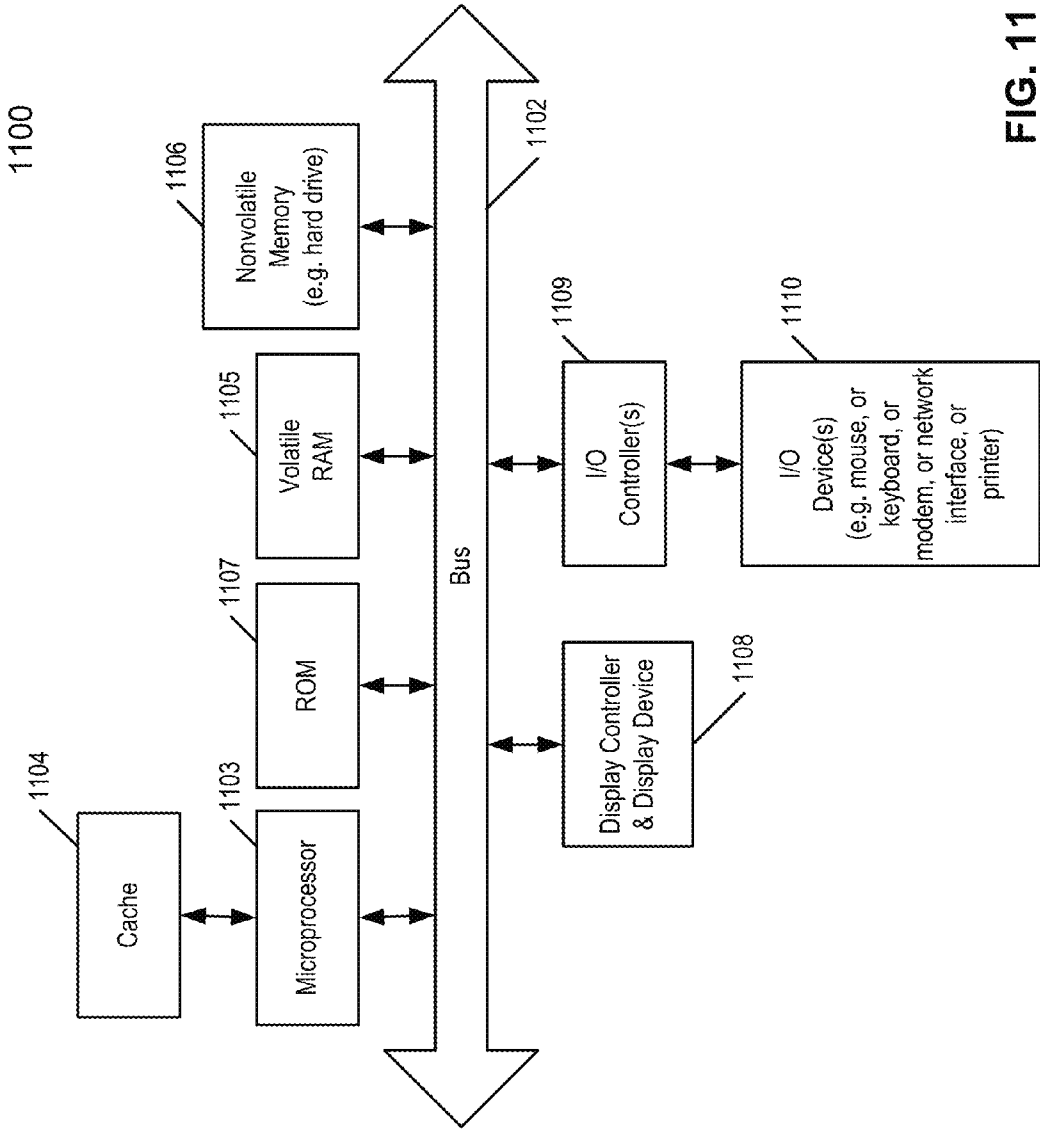 1100
1104
Cache
1103
Microprocessor
1107
ROM
1105
Volatile
RAM
1106
Nonvolatile
Memory
(e.g. hard drive)
Bus
1102
Display Controller
& Display Device
1108
1109
I/O
Controller(s)
1110
I/O
Device(s)
(e.g. mouse, or
keyboard, or
modem, or network
interface, or
printer)
FIG. 11